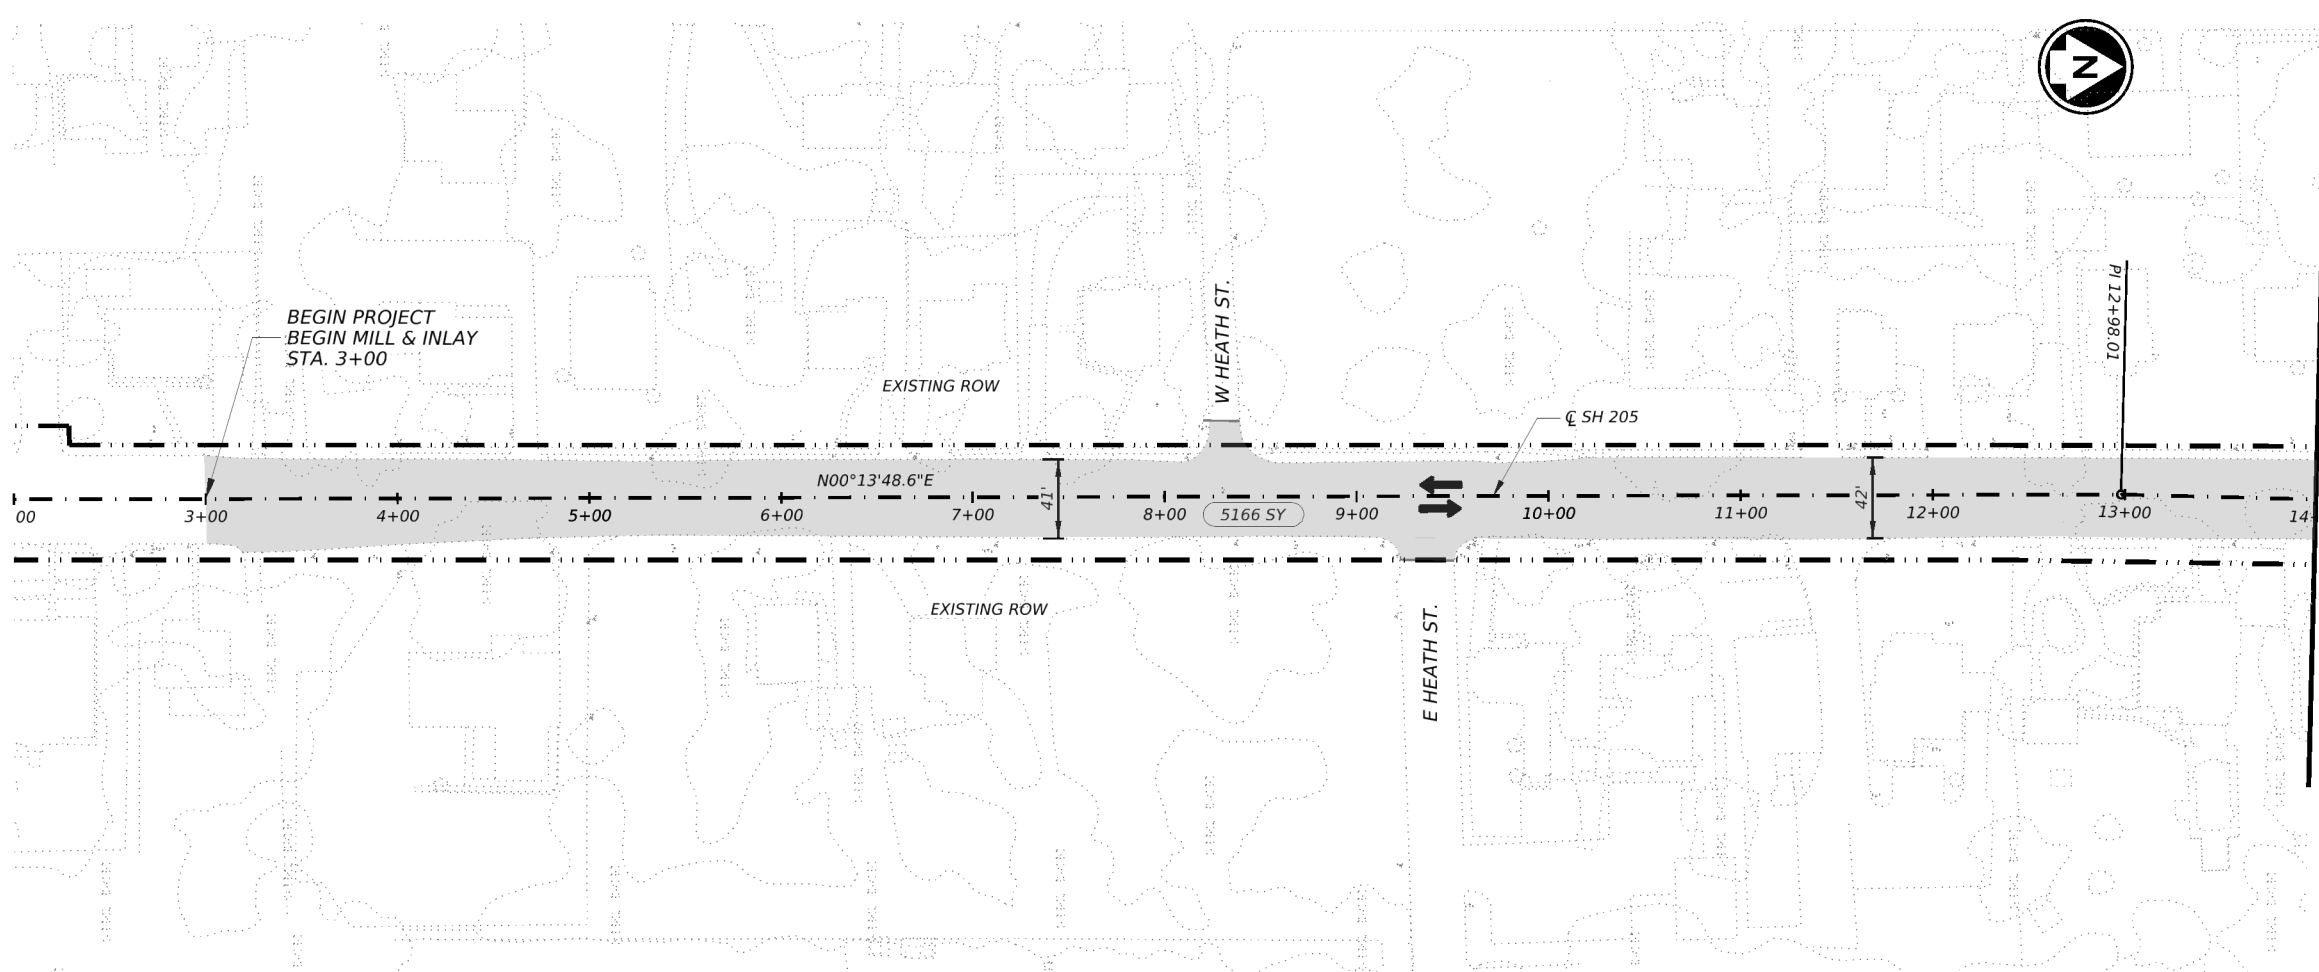 N
BEGIN PROJECT
BEGIN MILL & INLAY
STA. 3+00
EXISTING ROW
W HEATH ST.
℄ SH 205
PI 12+98.01
N00°13'48.6"E
41'
42'
00
3+00
4+00
5+00
6+00
7+00
8+00
5166 SY
9+00
10+00
11+00
12+00
13+00
14+
EXISTING ROW
E HEATH ST.